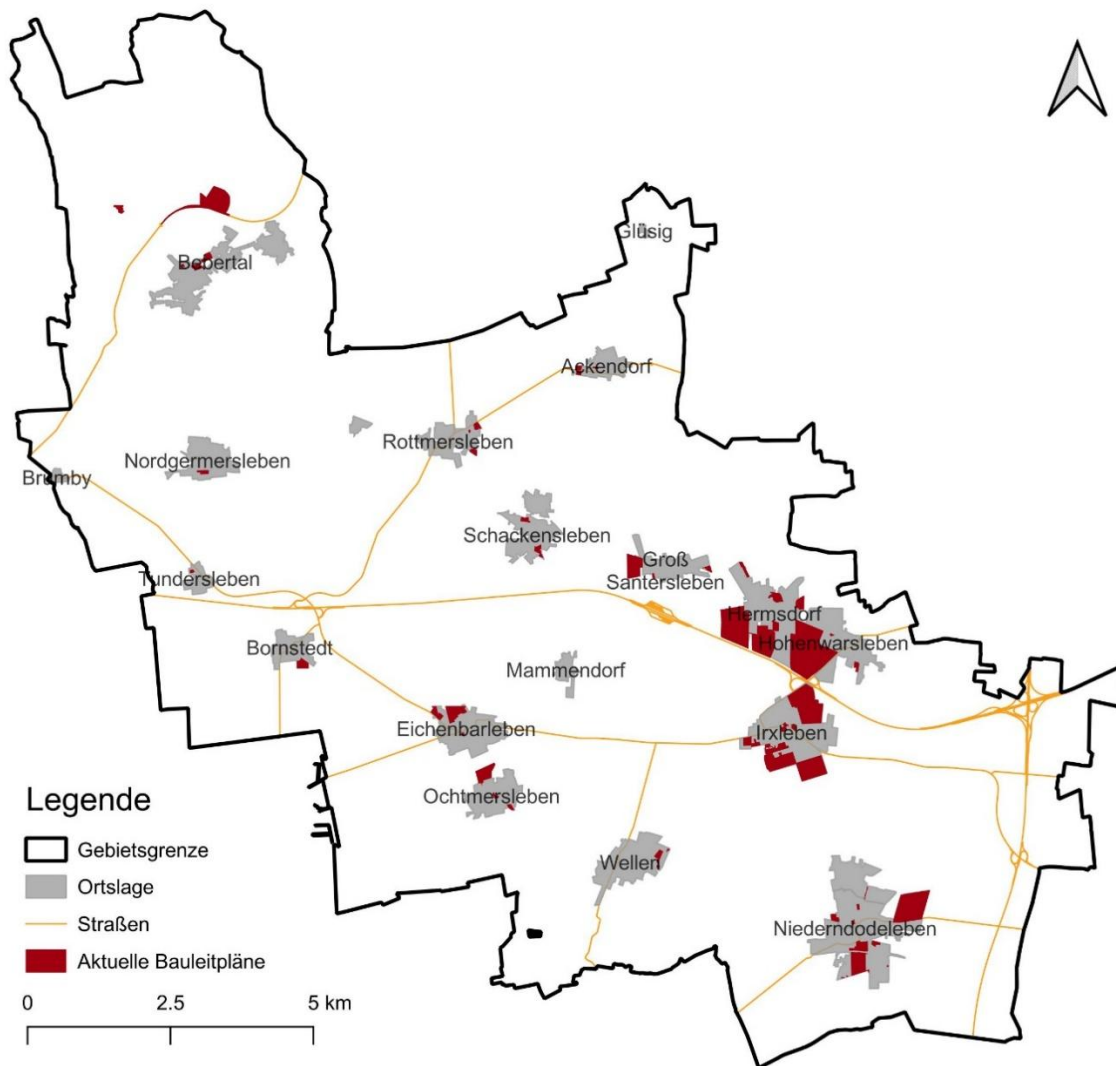 Glüsig
Bebertal
Ackendorf
Rottmersleben
Nordgermersleben
Brumby
Schackensleben
Groß
Santersleben
Tundersleben
Hermsdorf
Hohenwarsleben
Bornstedt
Mammendorf
Eichenbarleben
Irxleben
Ochtmersleben
Wellen
Niederndodeleben
Legende
Gebietsgrenze
Ortslage
Straßen
Aktuelle Bauleitpläne
0 2.5 5 km